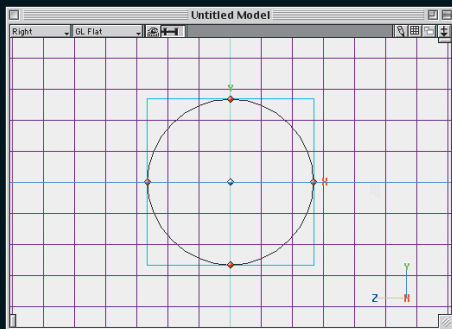 Untitled Model
Right GL Flat
Y
X
Y
Z X